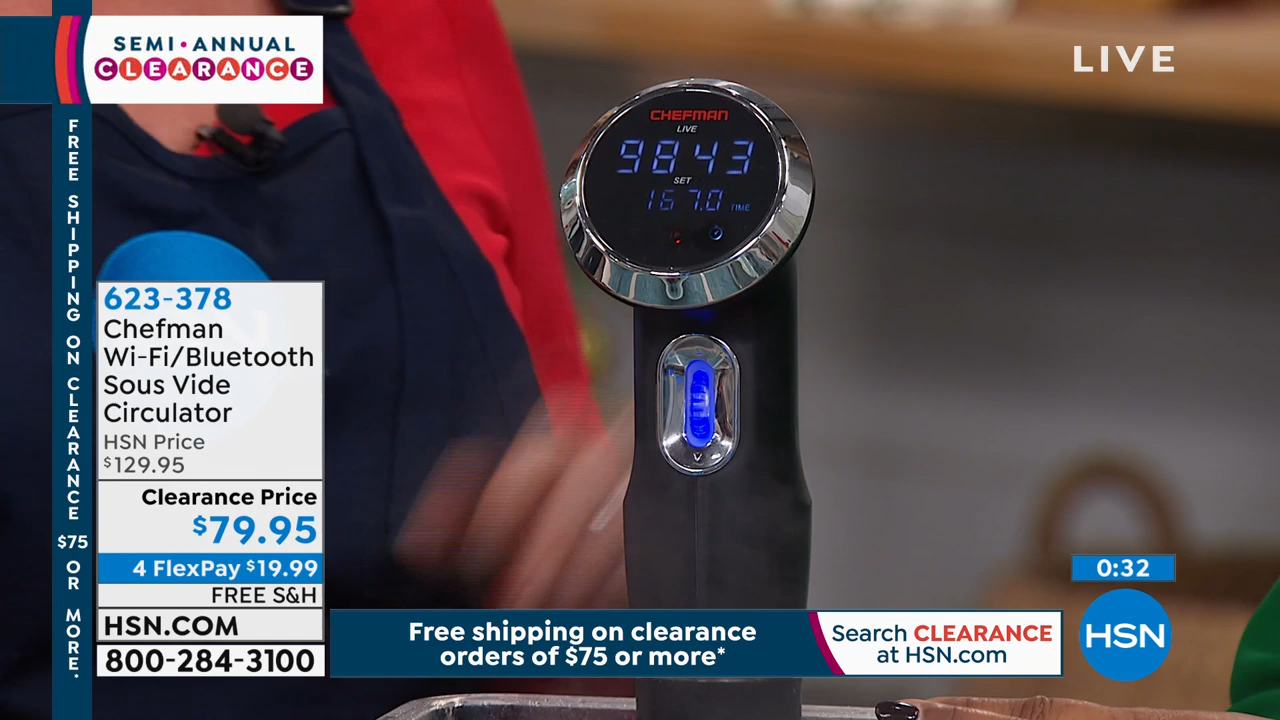 SEMI•ANNUAL
CLEARANCE
LIVE
FREE SHIPPING ON CLEARANCE $75 OR MORE.
CHEFMAN
LIVE
9843
SET
167.0 TIME
623-378
Chefman
Wi-Fi/Bluetooth
Sous Vide
Circulator
HSN Price
$129.95
Clearance Price
$79.95
4 FlexPay $19.99
FREE S&H
HSN.COM
800-284-3100
Free shipping on clearance
orders of $75 or more*
Search CLEARANCE
at HSN.com
0:32
HSN